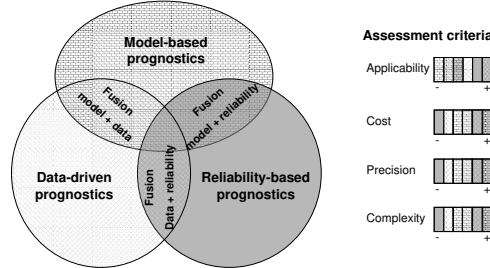 Model-based
prognostics
Fusion
model + data
Fusion
model + reliability
Data-driven
prognostics
Fusion
Data + reliability
Reliability-based
prognostics
Assessment criteria
Applicability
- +
Cost
- +
Precision
- +
Complexity
- +